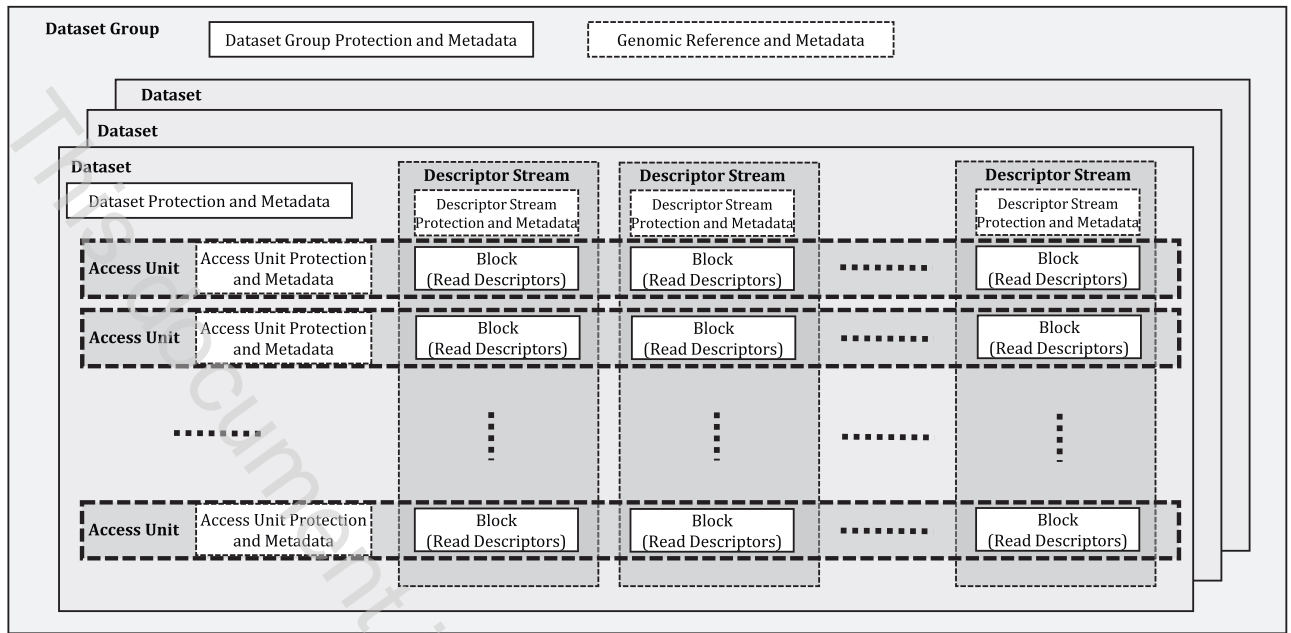 Dataset Group
Dataset Group Protection and Metadata
Genomic Reference and Metadata
Dataset
Dataset
Dataset
Dataset Protection and Metadata
Descriptor Stream
Descriptor Stream
Descriptor Stream
Descriptor Stream
Protection and Metadata
Descriptor Stream
Protection and Metadata
Descriptor Stream
Protection and Metadata
Access Unit
Access Unit Protection
and Metadata
Block
(Read Descriptors)
Block
(Read Descriptors)
Block
(Read Descriptors)
Access Unit
Access Unit Protection
and Metadata
Block
(Read Descriptors)
Block
(Read Descriptors)
Block
(Read Descriptors)
Access Unit
Access Unit Protection
and Metadata
Block
(Read Descriptors)
Block
(Read Descriptors)
Block
(Read Descriptors)
This document